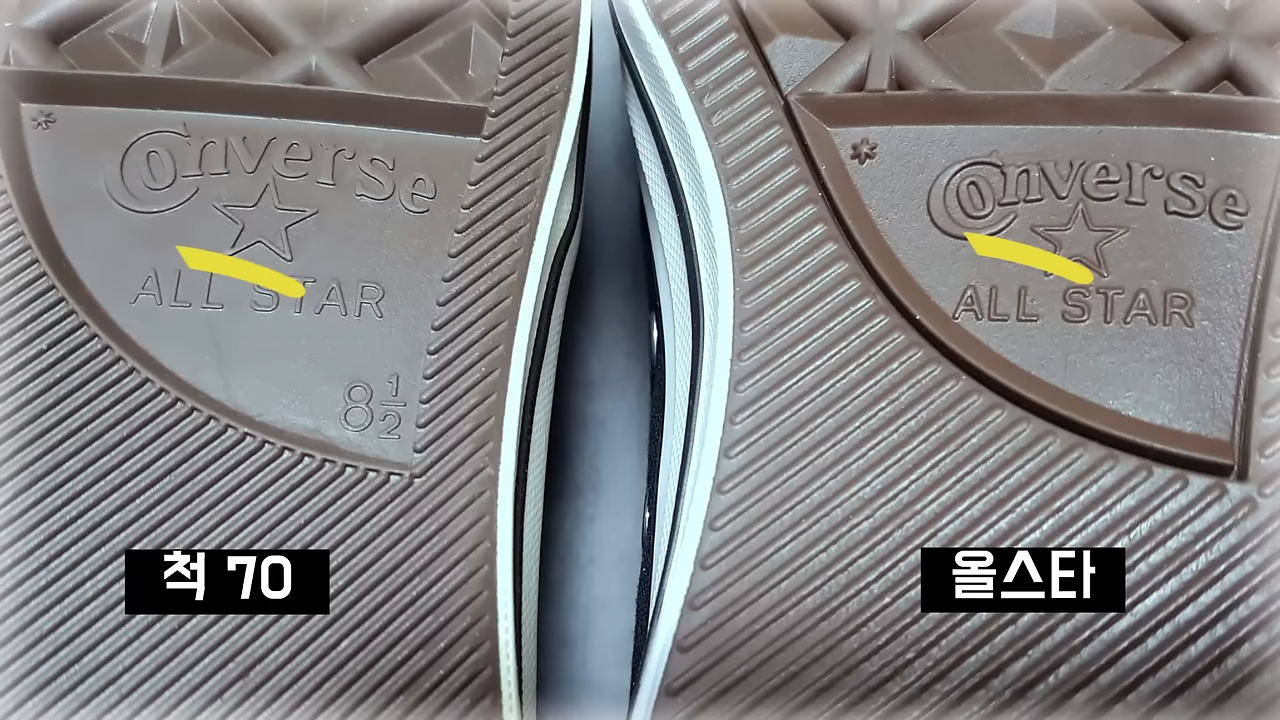 *
Converse
ALL STAR
8 1/2
척 70
*
Converse
ALL STAR
올스타